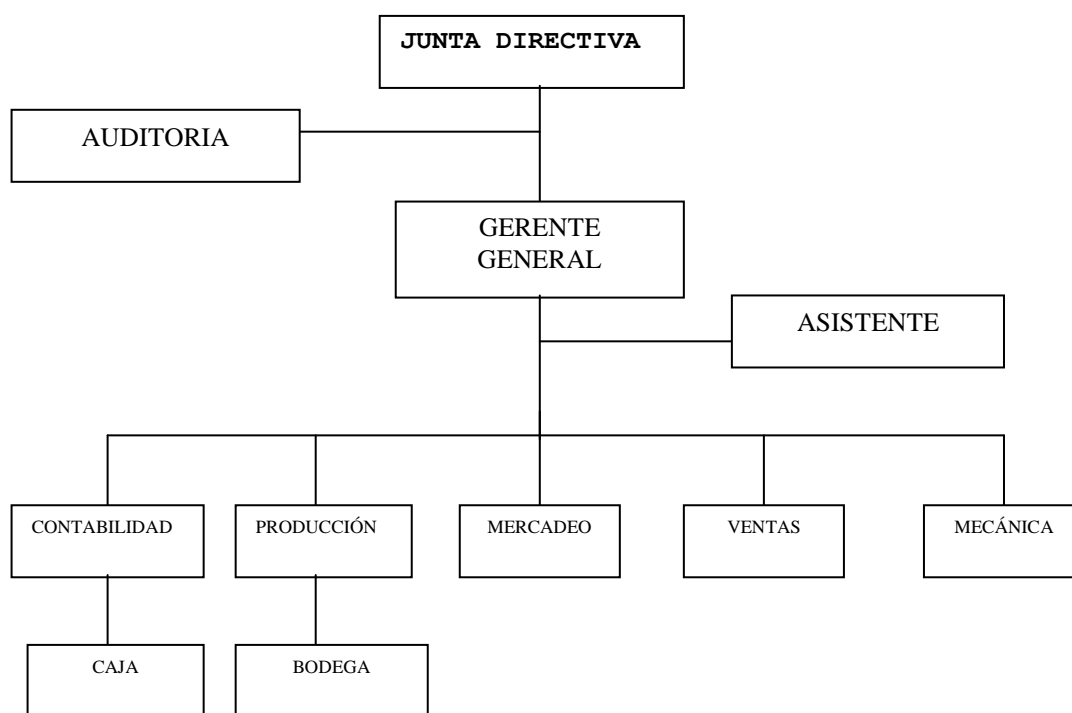 JUNTA DIRECTIVA
AUDITORIA
GERENTE
GENERAL
ASISTENTE
CONTABILIDAD
PRODUCCIÓN
MERCADEO
VENTAS
MECÁNICA
CAJA
BODEGA